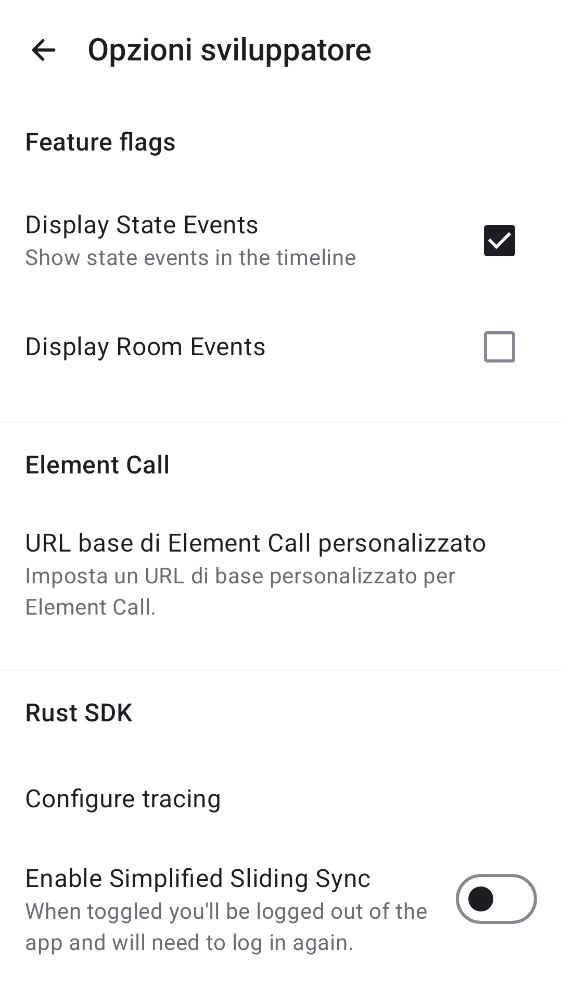 Opzioni sviluppatore
Feature flags
Display State Events
Show state events in the timeline
Display Room Events
Element Call
URL base di Element Call personalizzato
Imposta un URL di base personalizzato per
Element Call.
Rust SDK
Configure tracing
Enable Simplified Sliding Sync
When toggled you'll be logged out of the
app and will need to log in again.